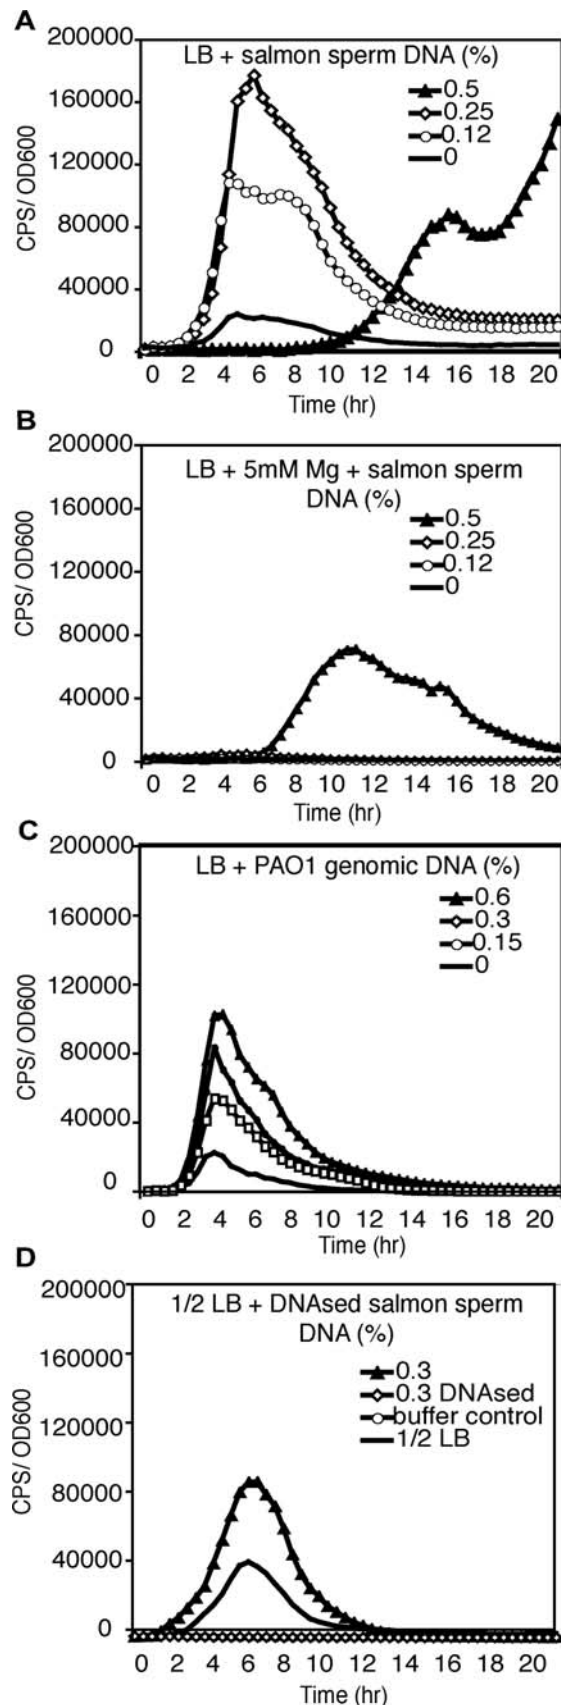 A
200000
LB + salmon sperm DNA (%)
0.5
0.25
0.12
0
160000
120000
80000
40000
0
CPS/ OD600
0 2 4 6 8 10 12 14 16 18 20
Time (hr)
B
200000
LB + 5mM Mg + salmon sperm
DNA (%)
0.5
0.25
0.12
0
160000
120000
80000
40000
0
CPS/ OD600
0 2 4 6 8 10 12 14 16 18 20
Time (hr)
C
200000
LB + PAO1 genomic DNA (%)
0.6
0.3
0.15
0
160000
120000
80000
40000
0
CPS/ OD600
0 2 4 6 8 10 12 14 16 18 20
Time (hr)
D
200000
1/2 LB + DNAsed salmon sperm
DNA (%)
0.3
0.3 DNAsed
buffer control
1/2 LB
160000
120000
80000
40000
0
CPS/ OD600
0 2 4 6 8 10 12 14 16 18 20
Time (hr)